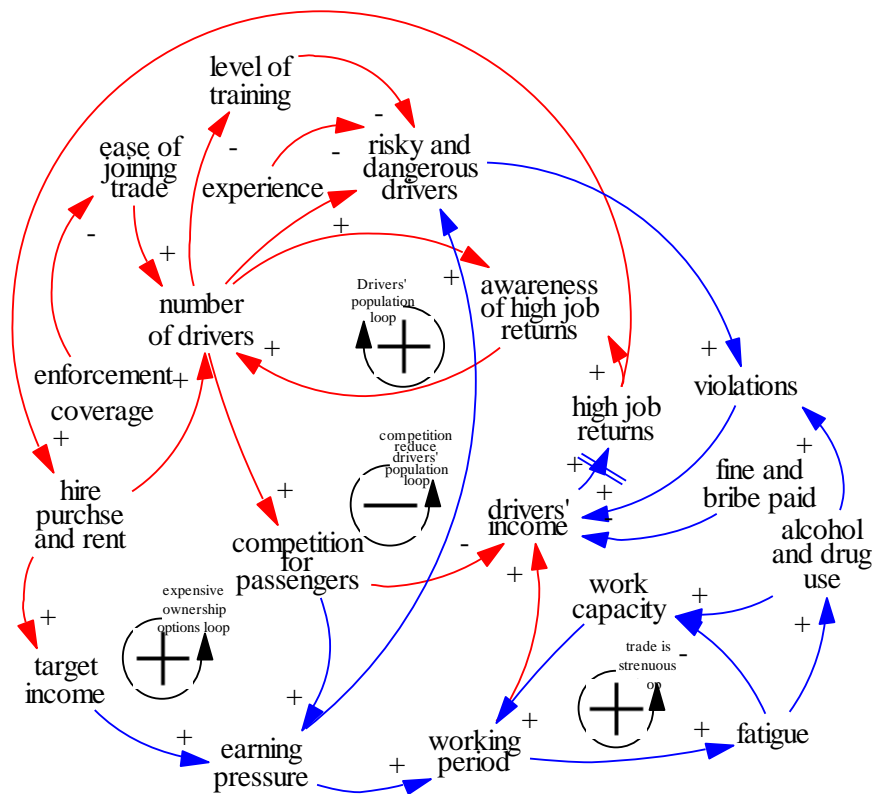 level of
training
ease of
joining
trade
experience
risky and
dangerous
drivers
-
-
-
-
+
+
+
number
of drivers
Drivers'
population
loop
awareness
of high job
returns
enforcement
coverage
+
+
+
+
high job
returns
violations
+
+
hire
purchse
and rent
competition
reduce
drivers'
population
loop
+
+
+
-
drivers'
income
fine and
bribe paid
+
alcohol
and drug
use
competition
for
passengers
-
+
work
capacity
+
+
expensive
ownership
options loop
+
target
income
trade is
strenuous
-
+
+
earning
pressure
+
+
working
period
+
+
fatigue